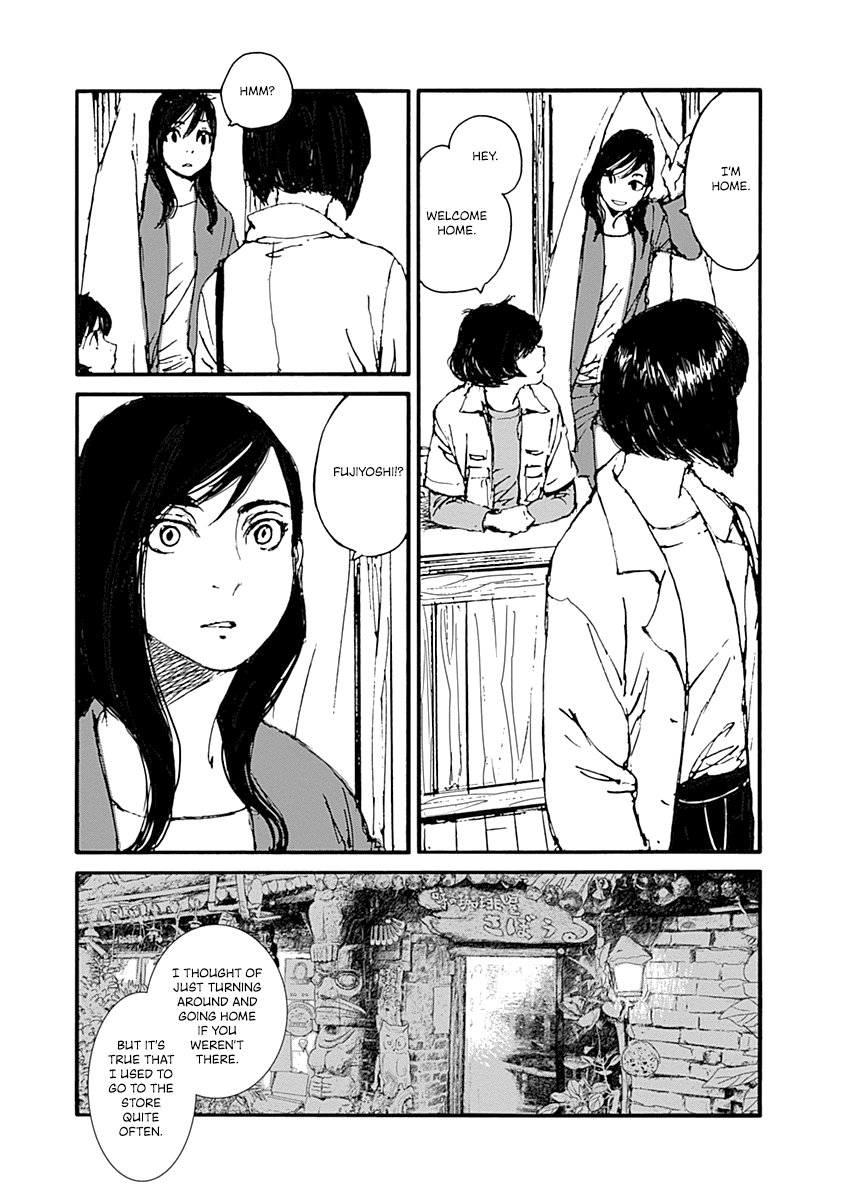 I'M
HOME.
HEY.
WELCOME
HOME.
HMM?
FUJIYOSHI!?
I THOUGHT OF
JUST TURNING
AROUND AND
GOING HOME
IF YOU
WEREN'T
THERE.
BUT IT'S
TRUE THAT
I USED TO
GO TO THE
STORE
QUITE
OFTEN.